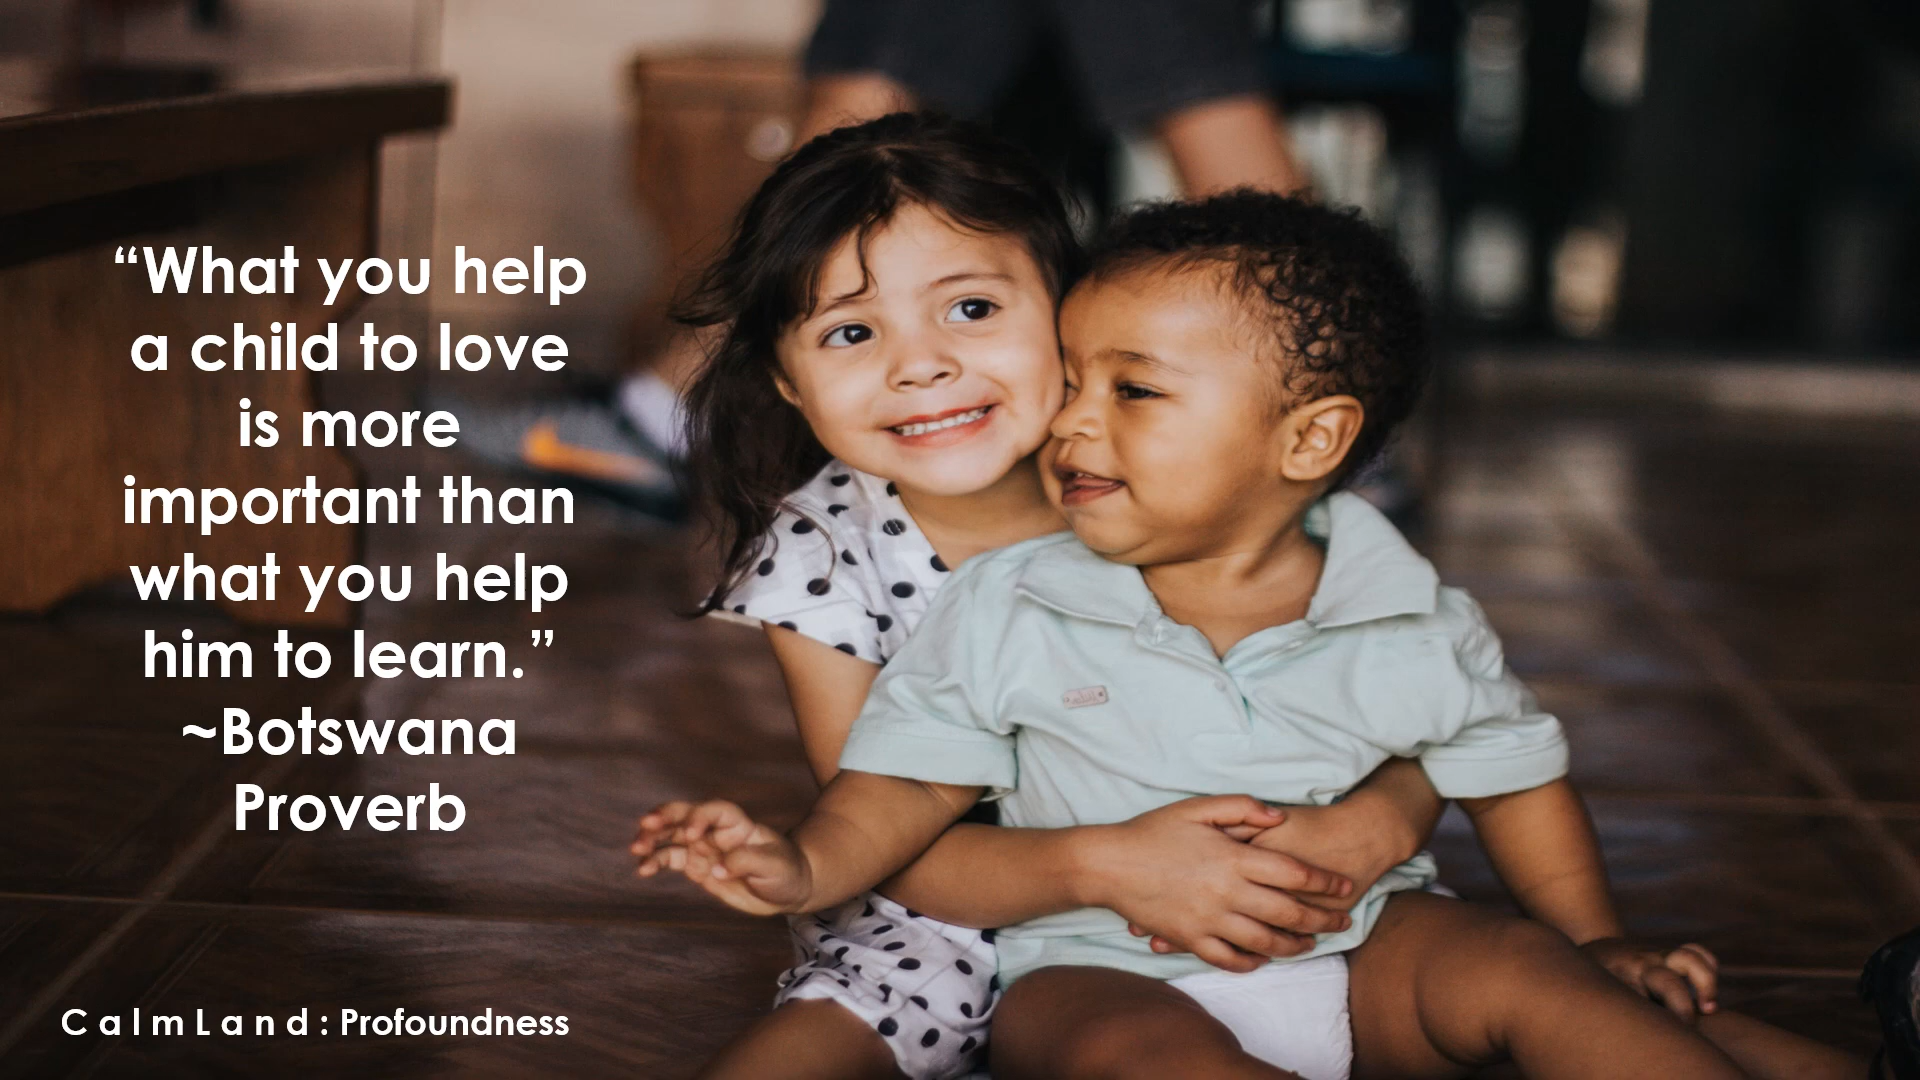 “What you help
a child to love
is more
important than
what you help
him to learn.”
~Botswana
Proverb
C a l m L a n d : Profoundness